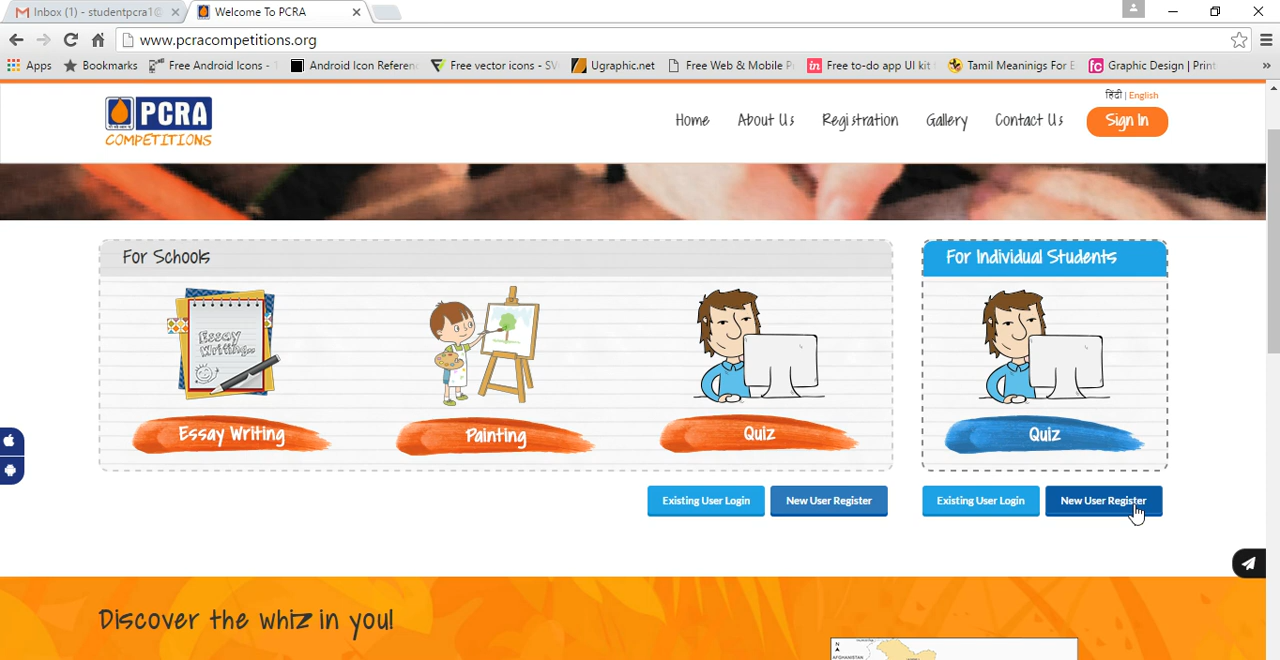 Inbox (1) - studentpcra1@
Welcome To PCRA
www.pcracompetitions.org
Apps
Bookmarks
Free Android Icons -
Android Icon Referenc
Free vector icons - SV
Ugraphic.net
Free Web & Mobile P
Free to-do app UI kit
Tamil Meaninigs For E
Graphic Design | Print
»
हिंदी | English
PCRA
COMPETITIONS
Home
About Us
Registration
Gallery
Contact Us
Sign In
For Schools
For Individual Students
Essay
Writing...
Essay Writing
Painting
Quiz
Quiz
Existing User Login
New User Register
Existing User Login
New User Register
Discover the whiz in you!
N
AFGHANISTAN